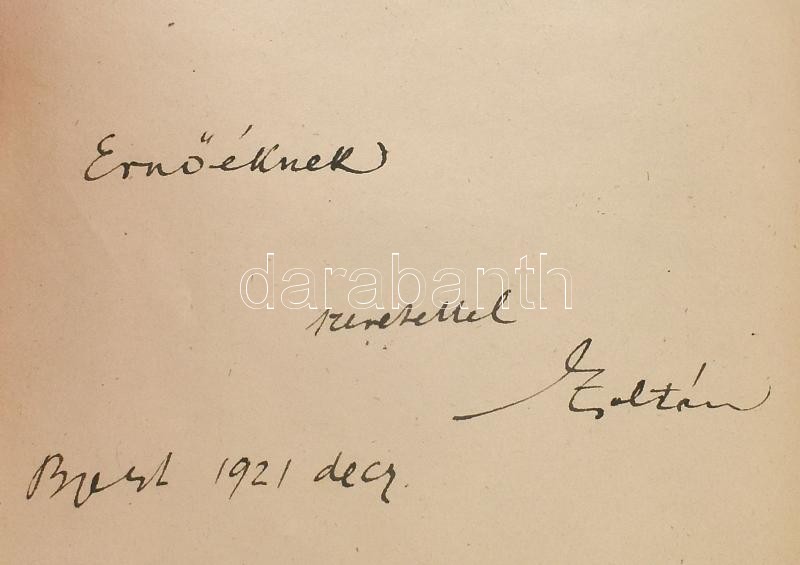 Ernőéknek
darabanth
szeretettel
Zoltán
Bpest 1921 decz.